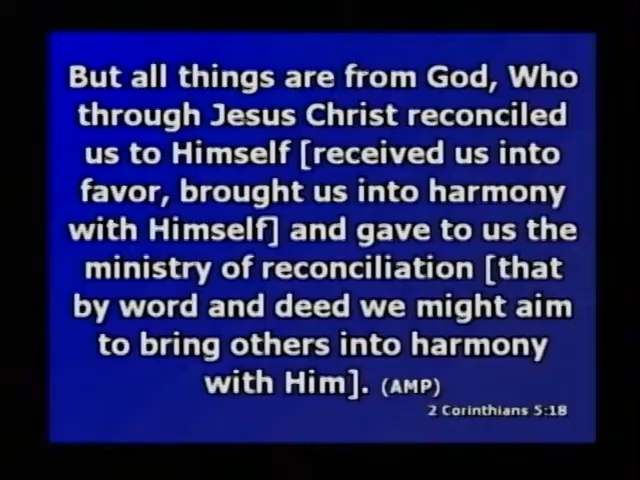 But all things are from God, Who
through Jesus Christ reconciled
us to Himself [received us into
favor, brought us into harmony
with Himself] and gave to us the
ministry of reconciliation [that
by word and deed we might aim
to bring others into harmony
with Him]. (AMP)
2 Corinthians 5:18